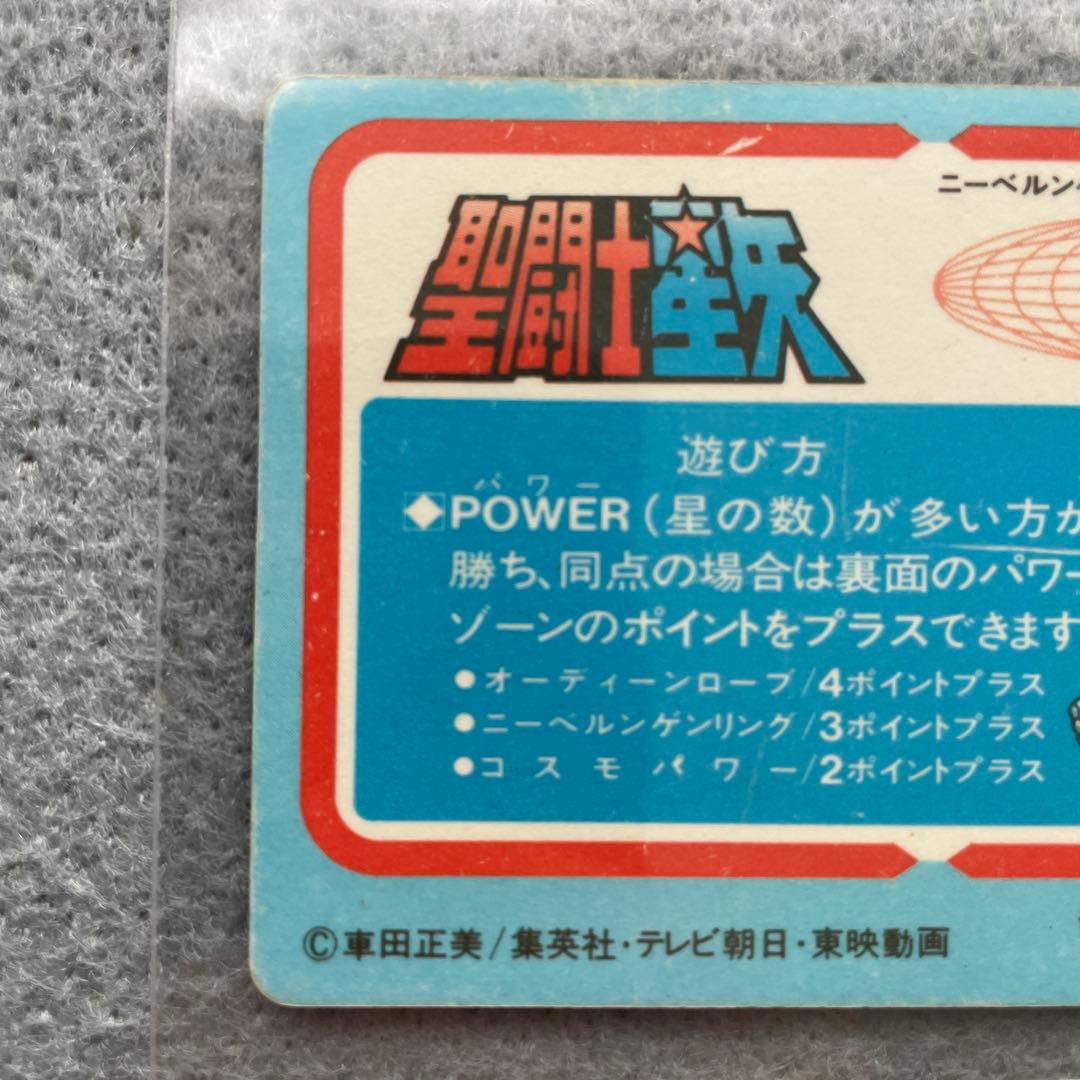 聖闘士星矢
ニーベルン
遊び方
パワー
◆POWER(星の数)が多い方が
勝ち、同点の場合は裏面のパワー
ゾーンのポイントをプラスできます
●オーディーンローブ/4ポイントプラス
●ニーベルンゲンリング/3ポイントプラス
●コスモパワー/2ポイントプラス
©車田正美/集英社・テレビ朝日・東映動画